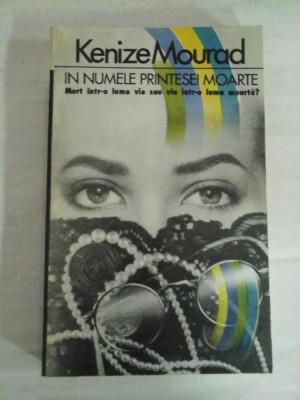 Kenize Mourad
IN NUMELE PRINTESEI MOARTE
Mort intr-o lume vie sau viu intr-o lume moartă?